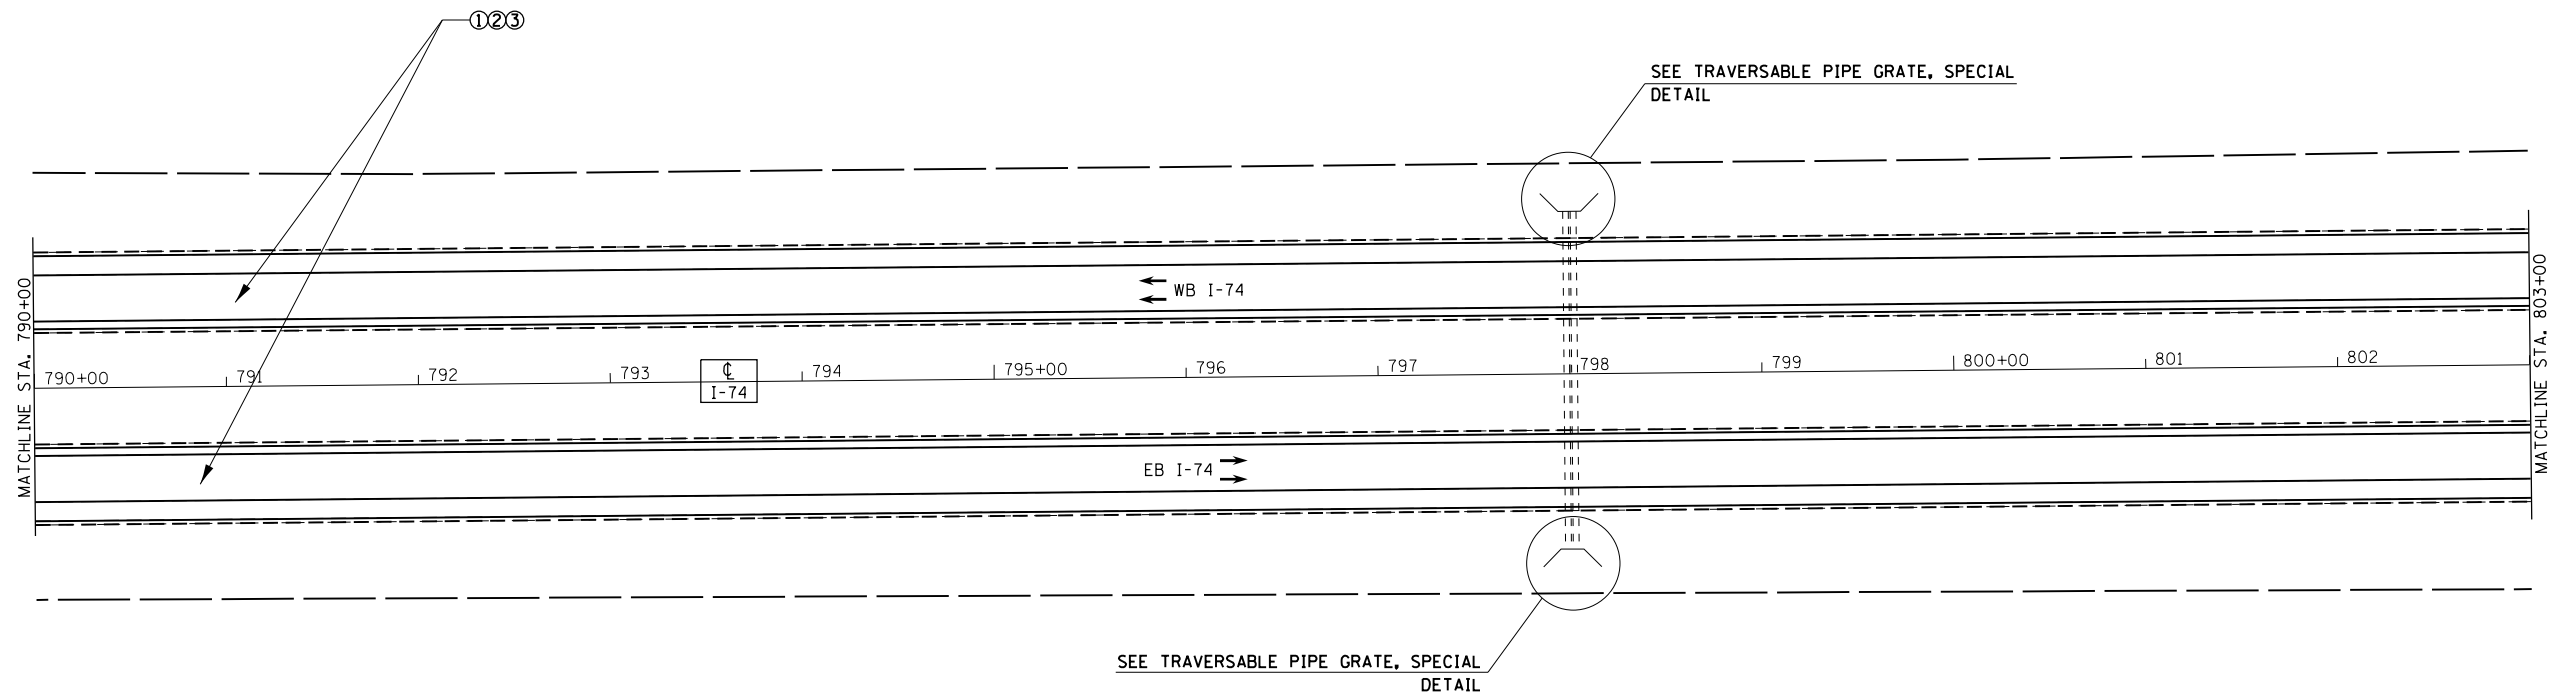 ①②③
SEE TRAVERSABLE PIPE GRATE, SPECIAL
DETAIL
WB I-74
MATCHLINE STA. 790+00
MATCHLINE STA. 803+00
790+00 791 792 793 794 795+00 796 797 798 799 800+00 801 802
℄
I-74
EB I-74
SEE TRAVERSABLE PIPE GRATE, SPECIAL
DETAIL